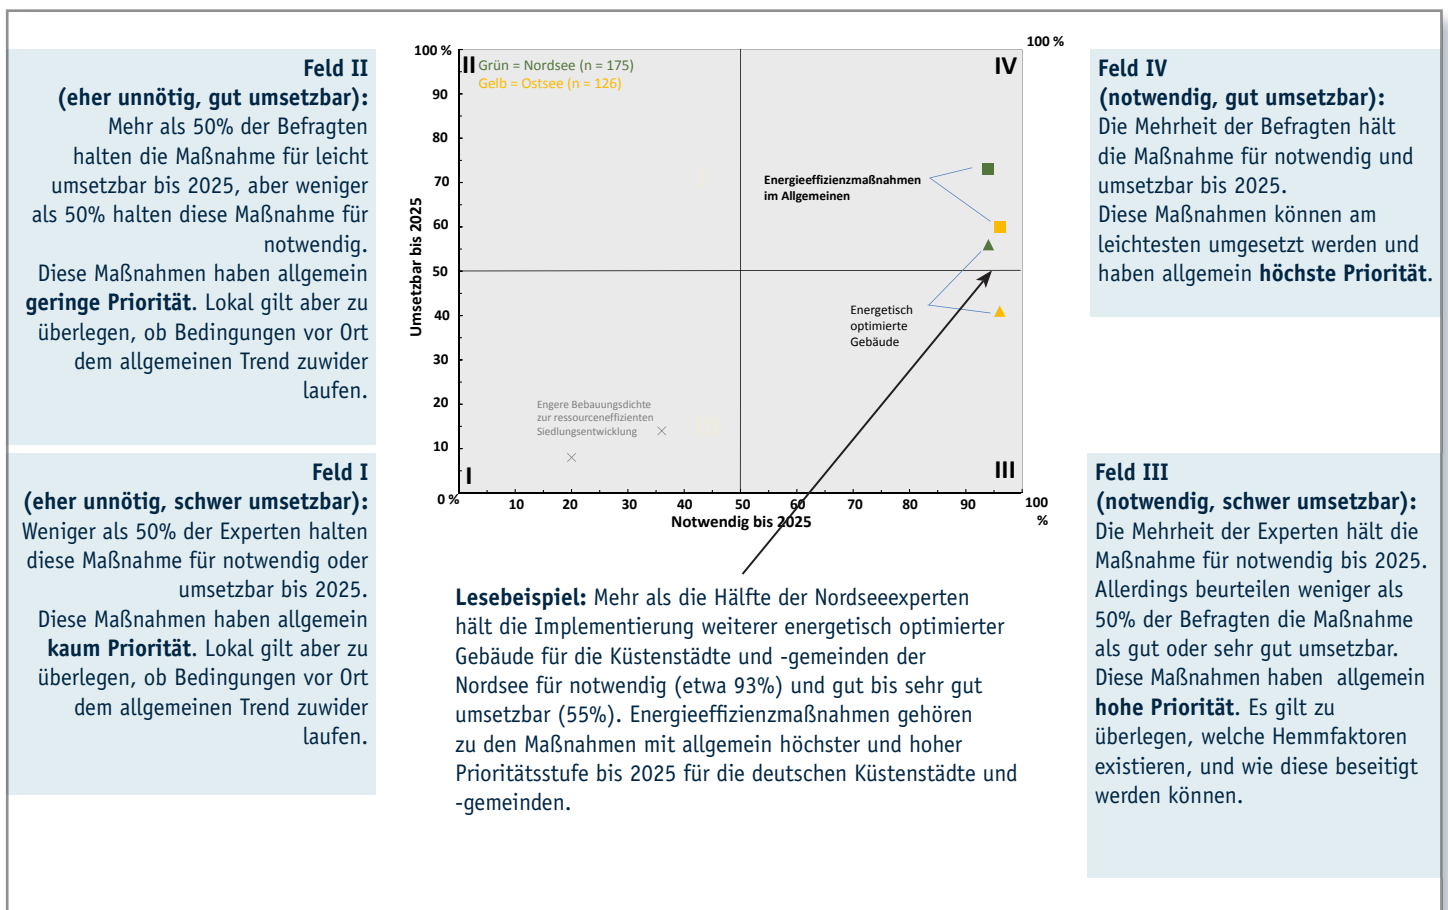 Feld II
(eher unnötig, gut umsetzbar):
Mehr als 50% der Befragten
halten die Maßnahme für leicht
umsetzbar bis 2025, aber weniger
als 50% halten diese Maßnahme für
notwendig.
Diese Maßnahmen haben allgemein
geringe Priorität. Lokal gilt aber zu
überlegen, ob Bedingungen vor Ort
dem allgemeinen Trend zuwider
laufen.
Feld I
(eher unnötig, schwer umsetzbar):
Weniger als 50% der Experten halten
diese Maßnahme für notwendig oder
umsetzbar bis 2025.
Diese Maßnahmen haben allgemein
kaum Priorität. Lokal gilt aber zu
überlegen, ob Bedingungen vor Ort
dem allgemeinen Trend zuwider
laufen.
100 %
100 %
II
Grün = Nordsee (n = 175)
Gelb = Ostsee (n = 126)
IV
90
80
70
60
50
40
30
20
10
0 %
Umsetzbar bis 2025
Energieeffizienzmaßnahmen
im Allgemeinen
Energetisch
optimierte
Gebäude
Engere Bebauungsdichte
zur ressourceneffizienten
Siedlungsentwicklung
I
III
10 20 30 40 50 60 70 80 90 100
%
Notwendig bis 2025
Lesebeispiel: Mehr als die Hälfte der Nordseeexperten
hält die Implementierung weiterer energetisch optimierter
Gebäude für die Küstenstädte und -gemeinden der
Nordsee für notwendig (etwa 93%) und gut bis sehr gut
umsetzbar (55%). Energieeffizienzmaßnahmen gehören
zu den Maßnahmen mit allgemein höchster und hoher
Prioritätsstufe bis 2025 für die deutschen Küstenstädte und
-gemeinden.
Feld IV
(notwendig, gut umsetzbar):
Die Mehrheit der Befragten hält
die Maßnahme für notwendig und
umsetzbar bis 2025.
Diese Maßnahmen können am
leichtesten umgesetzt werden und
haben allgemein höchste Priorität.
Feld III
(notwendig, schwer umsetzbar):
Die Mehrheit der Experten hält die
Maßnahme für notwendig bis 2025.
Allerdings beurteilen weniger als
50% der Befragten die Maßnahme
als gut oder sehr gut umsetzbar.
Diese Maßnahmen haben allgemein
hohe Priorität. Es gilt zu
überlegen, welche Hemmfaktoren
existieren, und wie diese beseitigt
werden können.